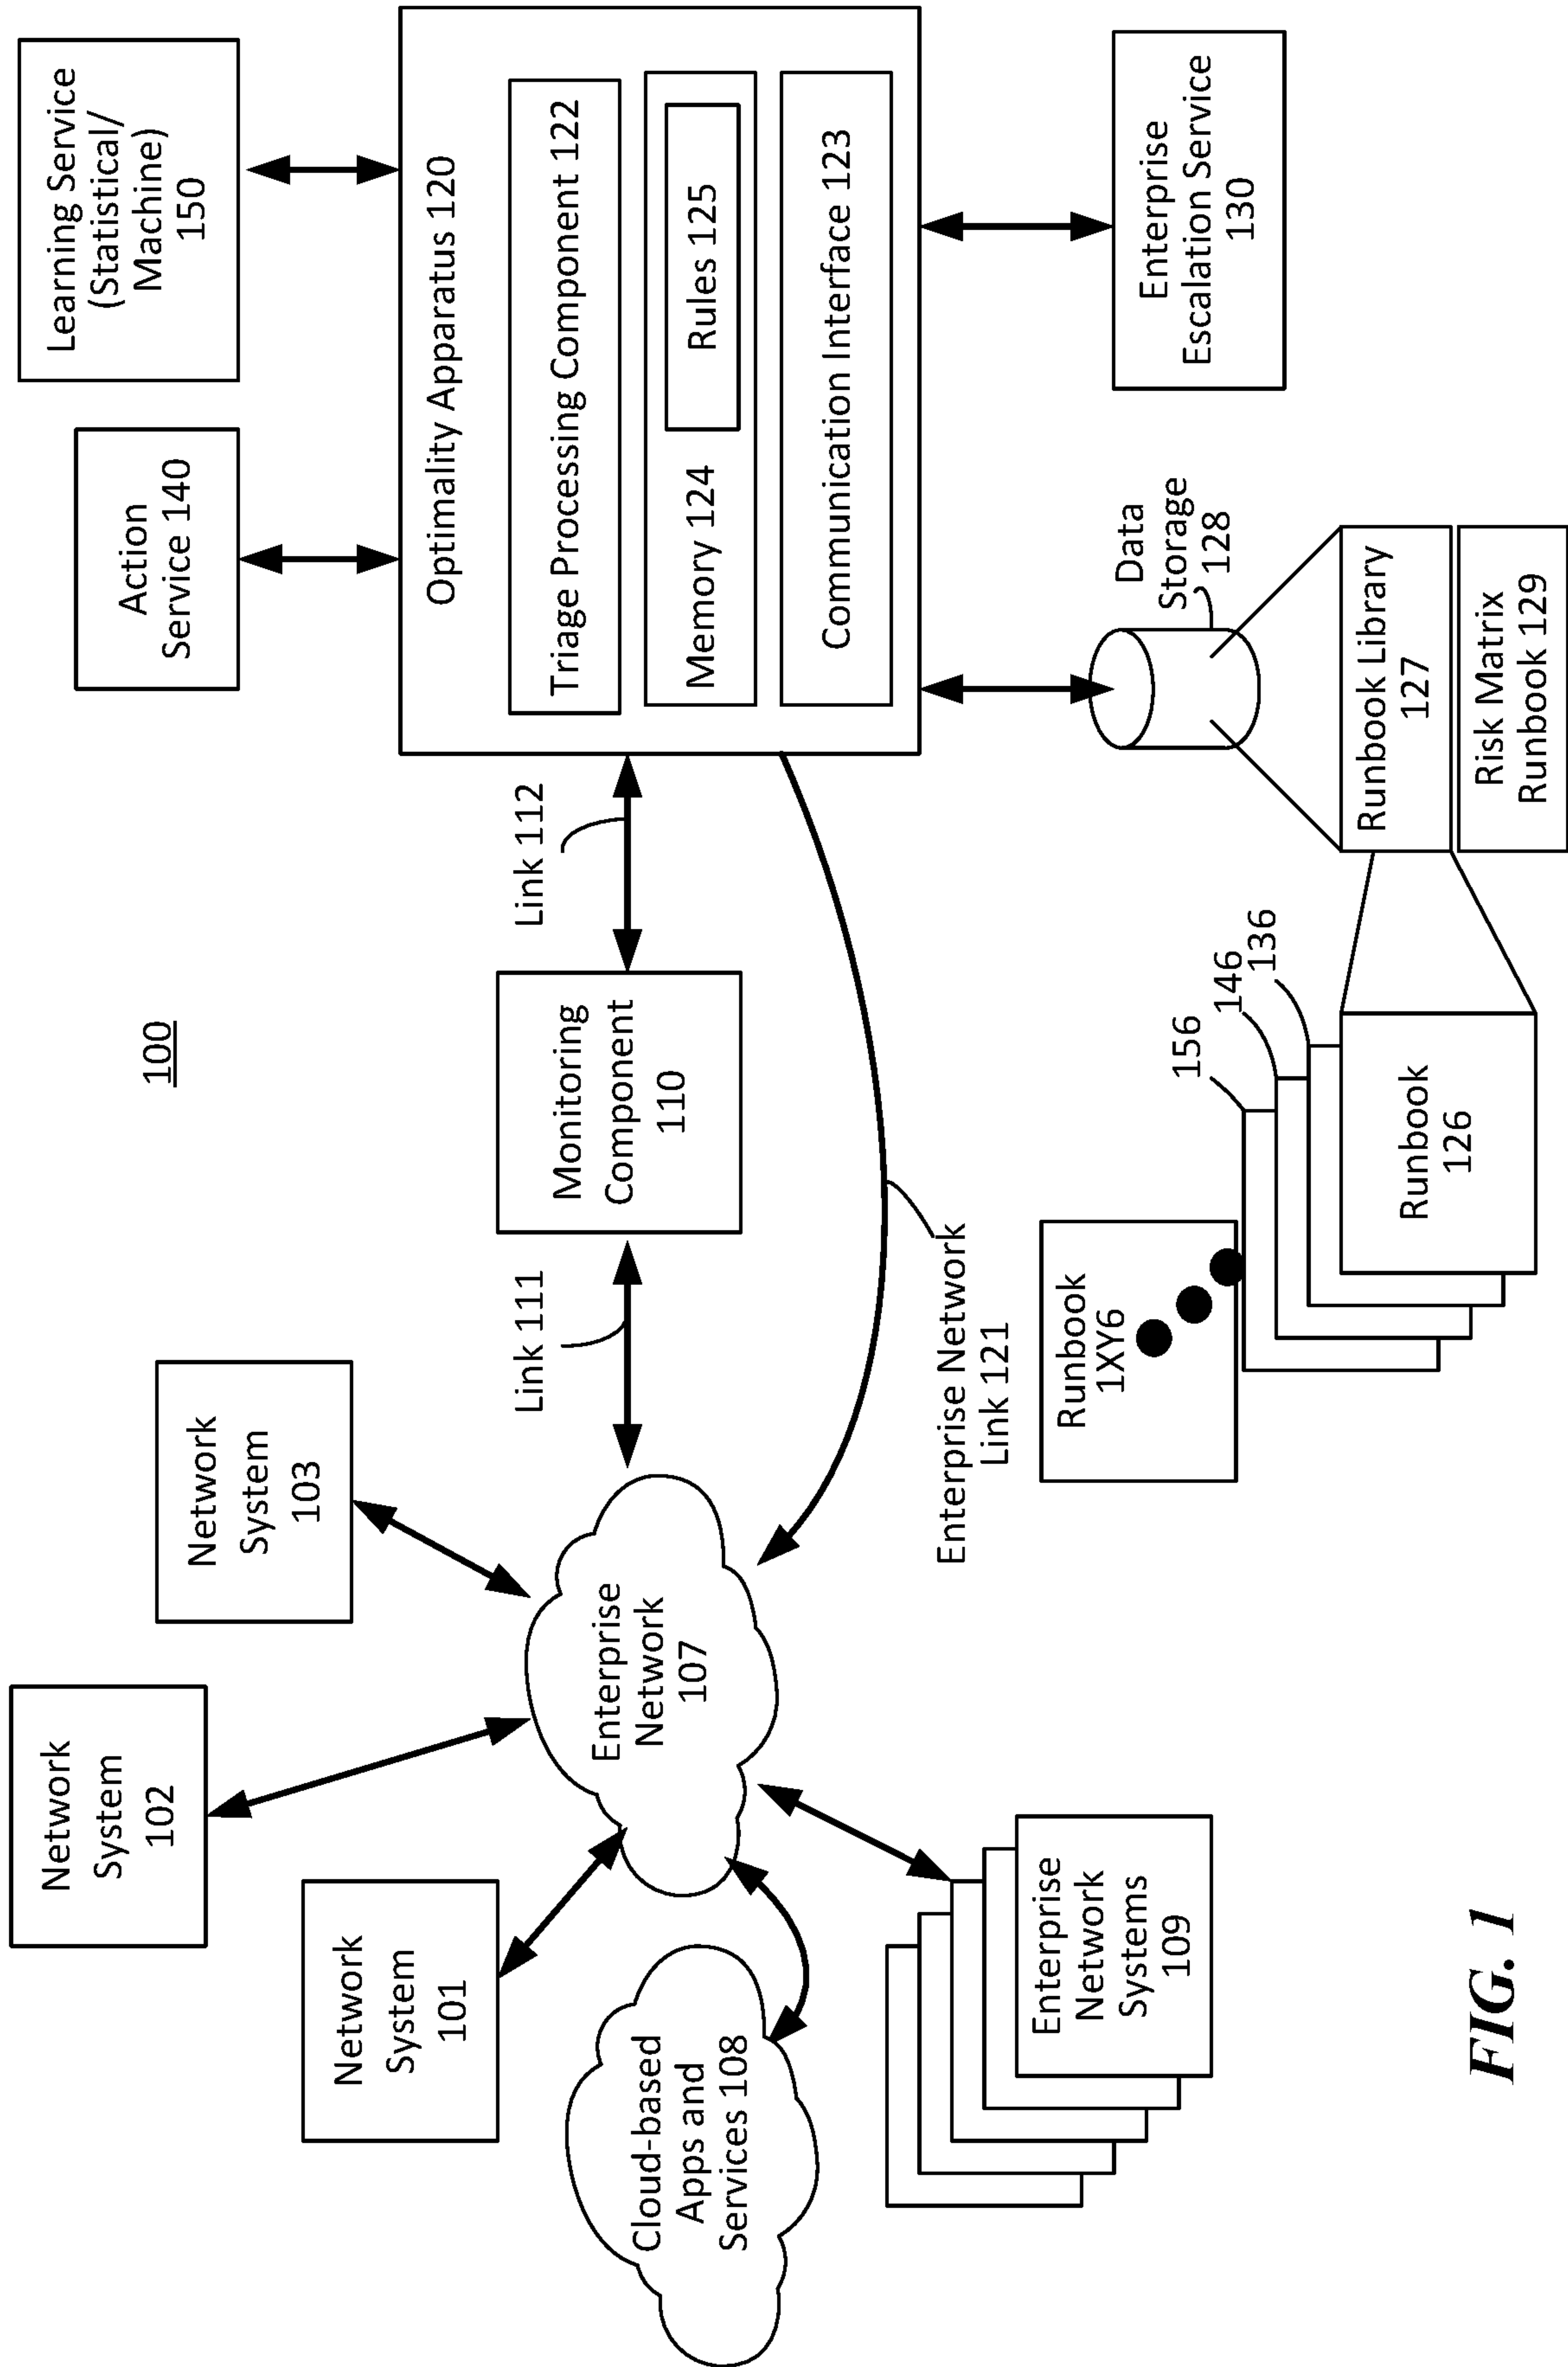 100
Network
System
102
Network
System
103
Network
System
101
Cloud-based
Apps and
Services 108
Enterprise
Network
107
Enterprise
Network
Systems
109
Link 111
Monitoring
Component
110
Link 112
Enterprise Network
Link 121
Action
Service 140
Learning Service
(Statistical/
Machine)
150
Optimality Apparatus 120
Triage Processing Component 122
Memory 124
Rules 125
Communication Interface 123
Data
Storage
128
Enterprise
Escalation Service
130
Runbook Library
127
Risk Matrix
Runbook 129
Runbook
1XY6
156
146
136
Runbook
126
FIG. 1